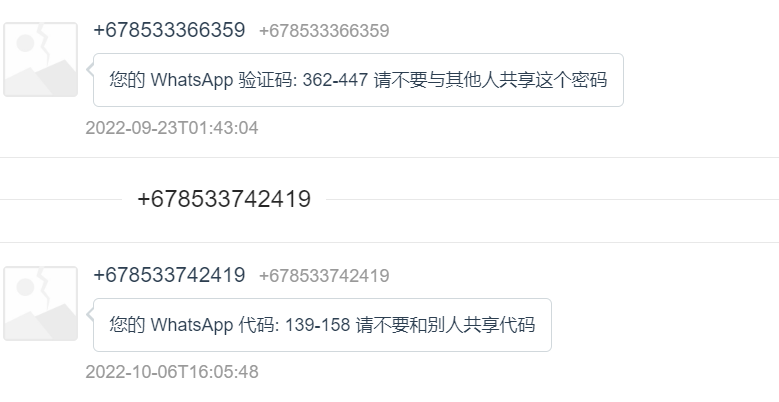 +678533366359 +678533366359
您的 WhatsApp 验证码: 362-447 请不要与其他人共享这个密码
2022-09-23T01:43:04
+678533742419
+678533742419 +678533742419
您的 WhatsApp 代码: 139-158 请不要和别人共享代码
2022-10-06T16:05:48